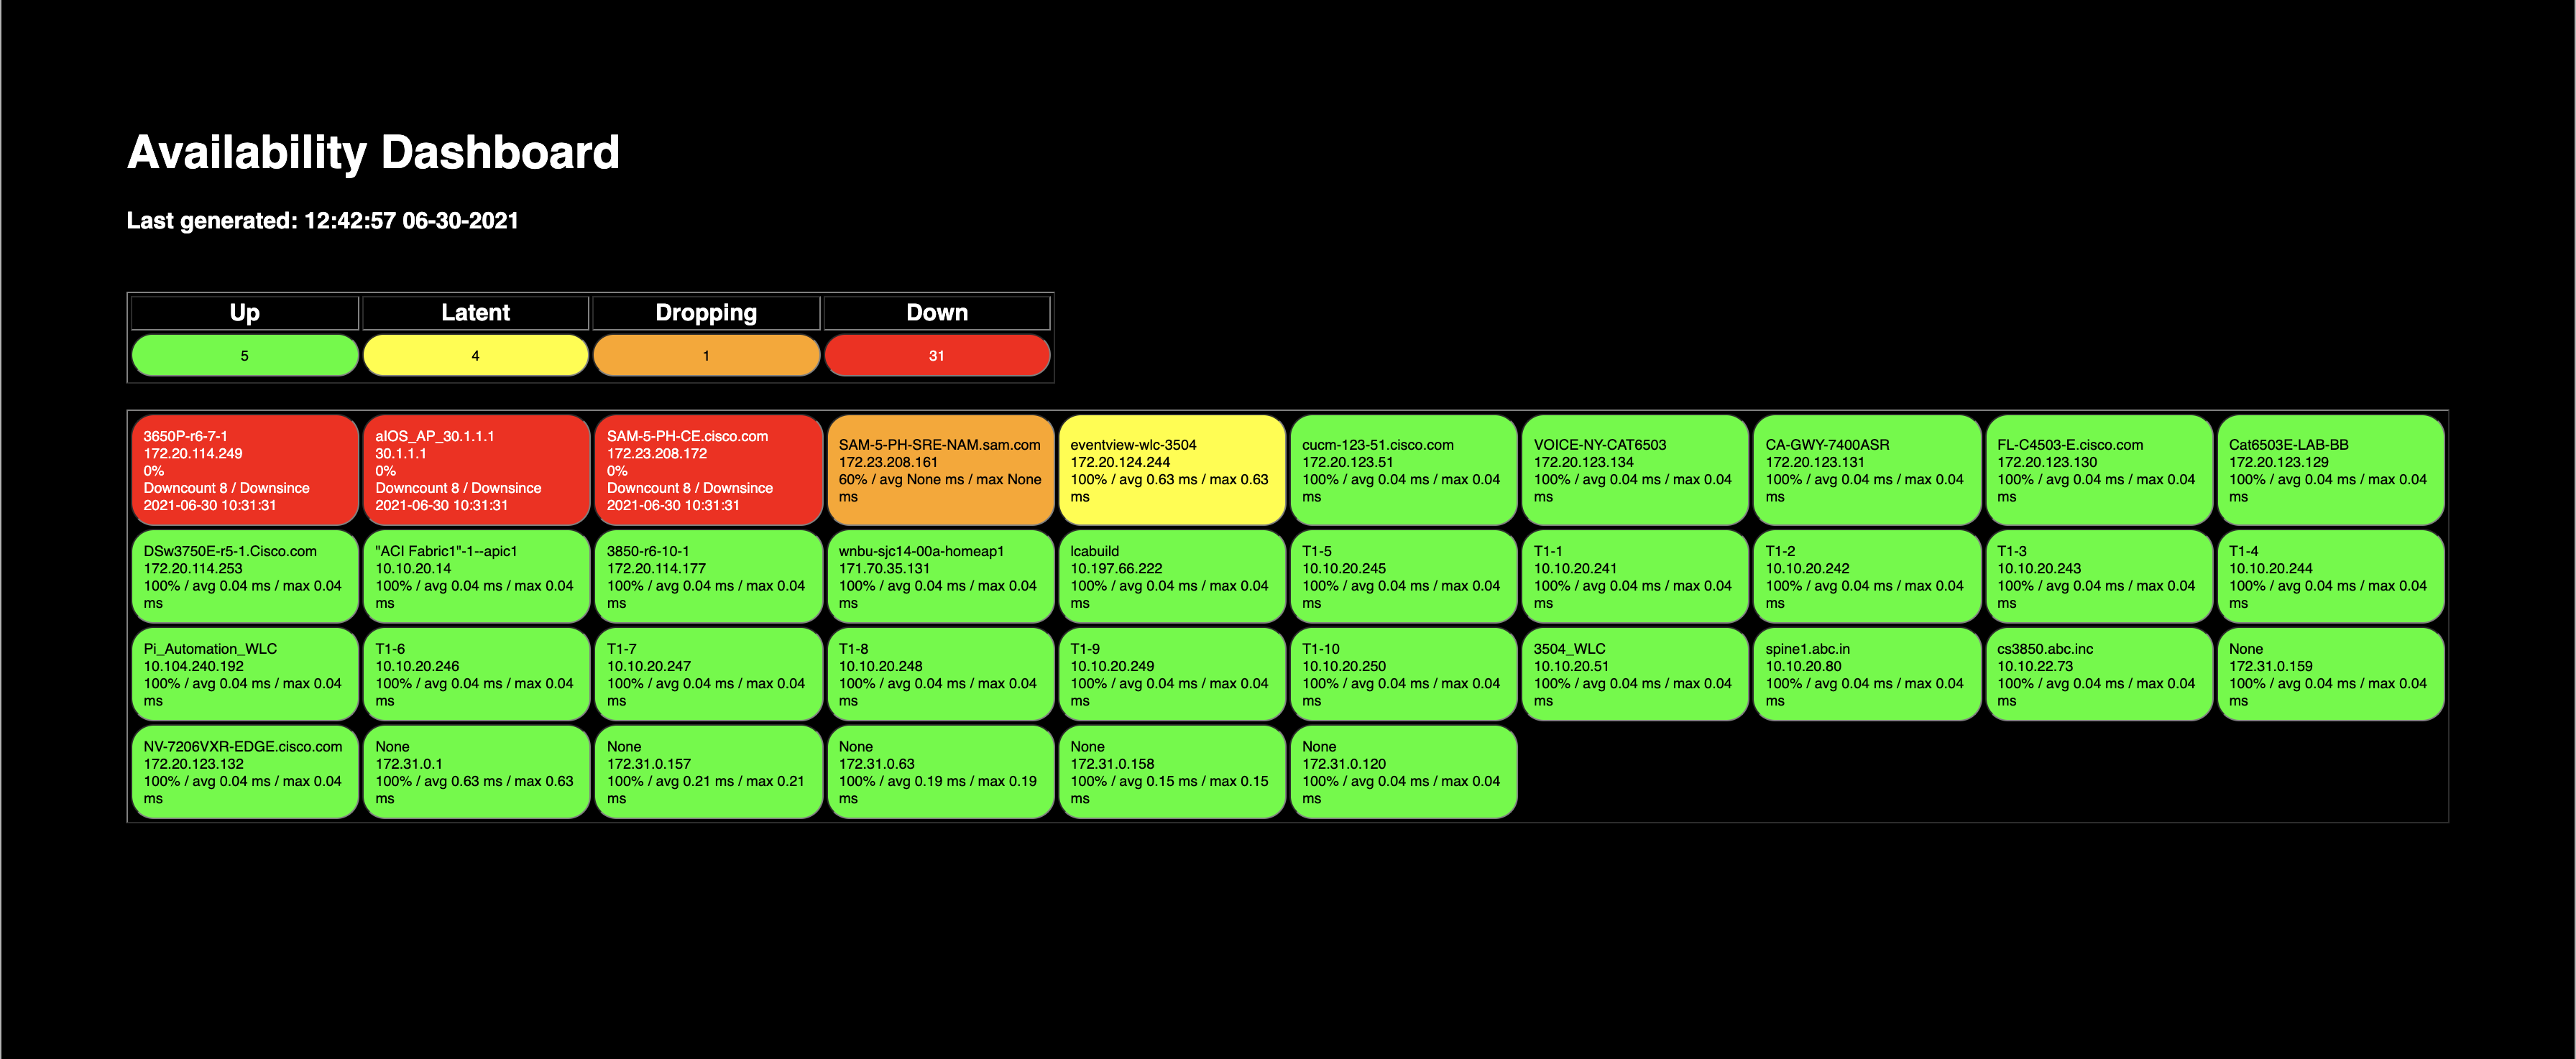 Availability Dashboard
Last generated: 12:42:57 06-30-2021
Up Latent Dropping Down
5 4 1 31
3650P-r6-7-1
172.20.114.249
0%
Downcount 8 / Downsince
2021-06-30 10:31:31
aIOS_AP_30.1.1.1
30.1.1.1
0%
Downcount 8 / Downsince
2021-06-30 10:31:31
SAM-5-PH-CE.cisco.com
172.23.208.172
0%
Downcount 8 / Downsince
2021-06-30 10:31:31
SAM-5-PH-SRE-NAM.sam.com
172.23.208.161
60% / avg None ms / max None
ms
eventview-wlc-3504
172.20.124.244
100% / avg 0.63 ms / max 0.63
ms
cucm-123-51.cisco.com
172.20.123.51
100% / avg 0.04 ms / max 0.04
ms
VOICE-NY-CAT6503
172.20.123.134
100% / avg 0.04 ms / max 0.04
ms
CA-GWY-7400ASR
172.20.123.131
100% / avg 0.04 ms / max 0.04
ms
FL-C4503-E.cisco.com
172.20.123.130
100% / avg 0.04 ms / max 0.04
ms
Cat6503E-LAB-BB
172.20.123.129
100% / avg 0.04 ms / max 0.04
ms
DSw3750E-r5-1.Cisco.com
172.20.114.253
100% / avg 0.04 ms / max 0.04
ms
"ACI Fabric1"-1--apic1
10.10.20.14
100% / avg 0.04 ms / max 0.04
ms
3850-r6-10-1
172.20.114.177
100% / avg 0.04 ms / max 0.04
ms
wnbu-sjc14-00a-homeap1
171.70.35.131
100% / avg 0.04 ms / max 0.04
ms
lcabuild
10.197.66.222
100% / avg 0.04 ms / max 0.04
ms
T1-5
10.10.20.245
100% / avg 0.04 ms / max 0.04
ms
T1-1
10.10.20.241
100% / avg 0.04 ms / max 0.04
ms
T1-2
10.10.20.242
100% / avg 0.04 ms / max 0.04
ms
T1-3
10.10.20.243
100% / avg 0.04 ms / max 0.04
ms
T1-4
10.10.20.244
100% / avg 0.04 ms / max 0.04
ms
Pi_Automation_WLC
10.104.240.192
100% / avg 0.04 ms / max 0.04
ms
T1-6
10.10.20.246
100% / avg 0.04 ms / max 0.04
ms
T1-7
10.10.20.247
100% / avg 0.04 ms / max 0.04
ms
T1-8
10.10.20.248
100% / avg 0.04 ms / max 0.04
ms
T1-9
10.10.20.249
100% / avg 0.04 ms / max 0.04
ms
T1-10
10.10.20.250
100% / avg 0.04 ms / max 0.04
ms
3504_WLC
10.10.20.51
100% / avg 0.04 ms / max 0.04
ms
spine1.abc.in
10.10.20.80
100% / avg 0.04 ms / max 0.04
ms
cs3850.abc.inc
10.10.22.73
100% / avg 0.04 ms / max 0.04
ms
None
172.31.0.159
100% / avg 0.04 ms / max 0.04
ms
NV-7206VXR-EDGE.cisco.com
172.20.123.132
100% / avg 0.04 ms / max 0.04
ms
None
172.31.0.1
100% / avg 0.63 ms / max 0.63
ms
None
172.31.0.157
100% / avg 0.21 ms / max 0.21
ms
None
172.31.0.63
100% / avg 0.19 ms / max 0.19
ms
None
172.31.0.158
100% / avg 0.15 ms / max 0.15
ms
None
172.31.0.120
100% / avg 0.04 ms / max 0.04
ms